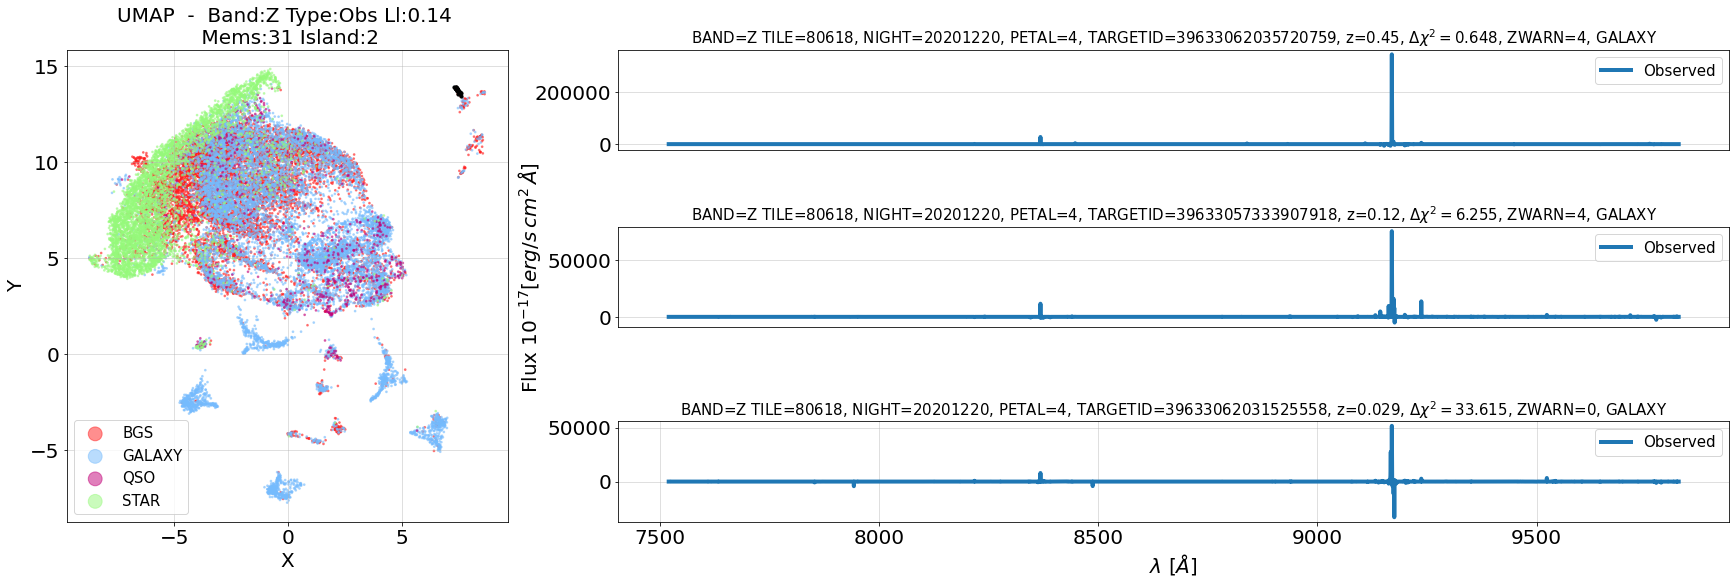 UMAP - Band:Z Type:Obs Ll:0.14
Mems:31 Island:2
15
10
5
0
−5
Y
−5
0
5
X
BGS
GALAXY
QSO
STAR
Flux 10⁻¹⁷[erg/s cm² Å]
BAND=Z TILE=80618, NIGHT=20201220, PETAL=4, TARGETID=39633062035720759, z=0.45, Δχ² = 0.648, ZWARN=4, GALAXY
200000
0
Observed
BAND=Z TILE=80618, NIGHT=20201220, PETAL=4, TARGETID=39633057333907918, z=0.12, Δχ² = 6.255, ZWARN=4, GALAXY
50000
0
Observed
BAND=Z TILE=80618, NIGHT=20201220, PETAL=4, TARGETID=39633062031525558, z=0.029, Δχ² = 33.615, ZWARN=0, GALAXY
50000
0
Observed
7500
8000
8500
9000
9500
λ [Å]